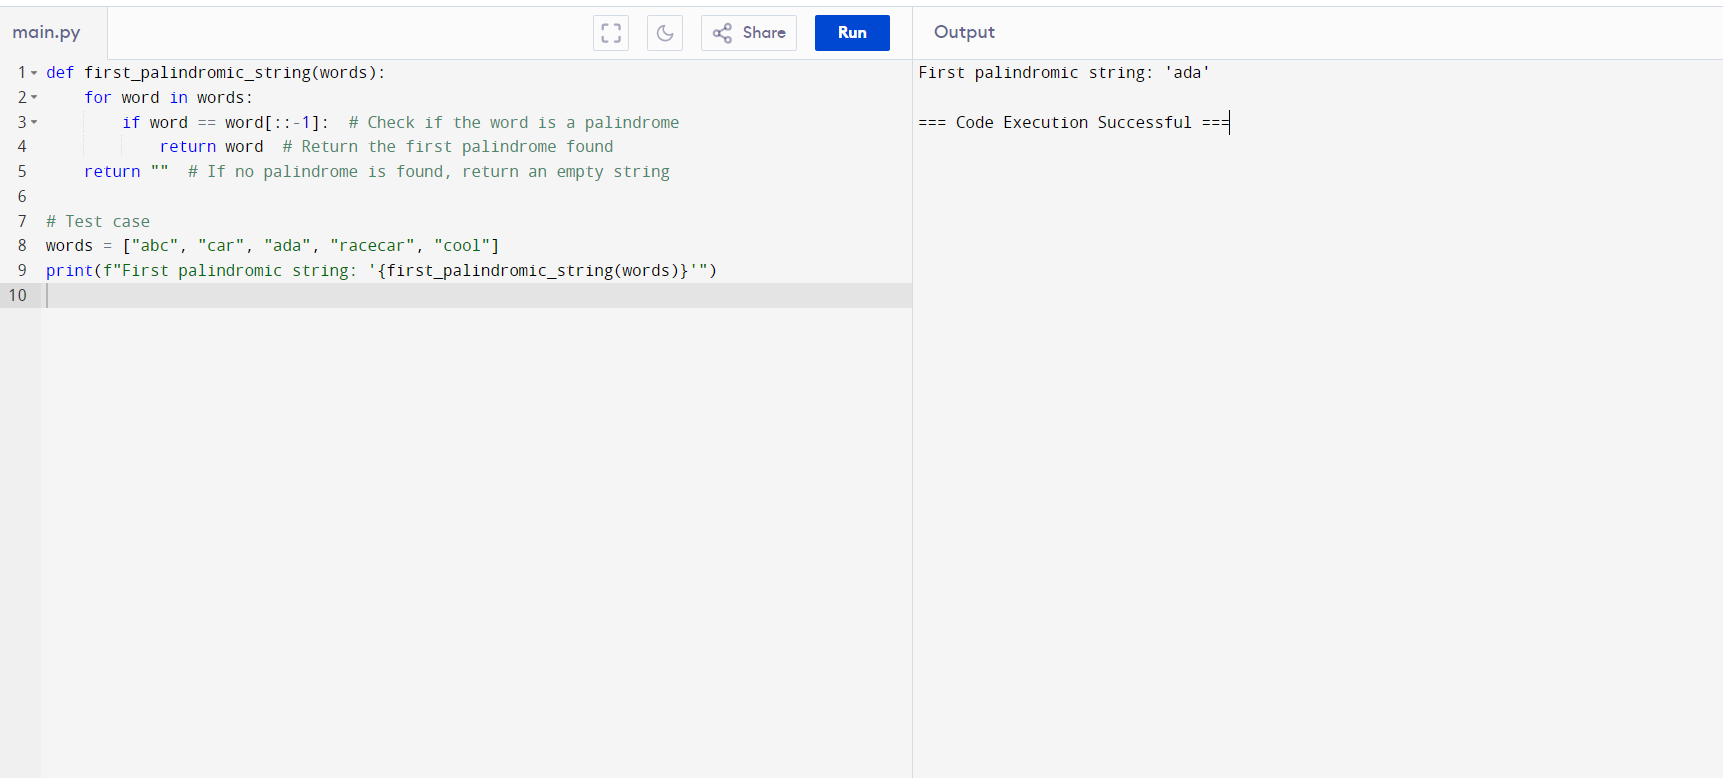 main.py
Share
Run
Output
1 def first_palindromic_string(words):
2     for word in words:
3         if word == word[::-1]:  # Check if the word is a palindrome
4             return word  # Return the first palindrome found
5     return ""  # If no palindrome is found, return an empty string
6
7 # Test case
8 words = ["abc", "car", "ada", "racecar", "cool"]
9 print(f"First palindromic string: '{first_palindromic_string(words)}'")
10
First palindromic string: 'ada'
=== Code Execution Successful ===